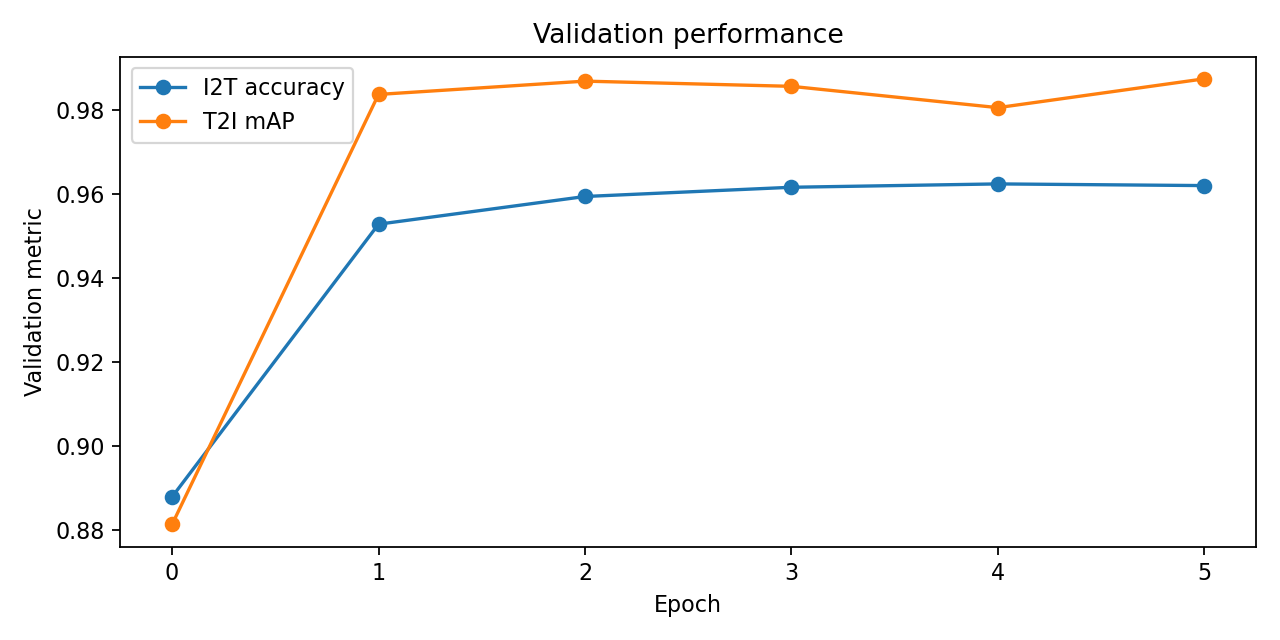 Validation performance
I2T accuracy
T2I mAP
Validation metric
0.98
0.96
0.94
0.92
0.90
0.88
0 1 2 3 4 5
Epoch